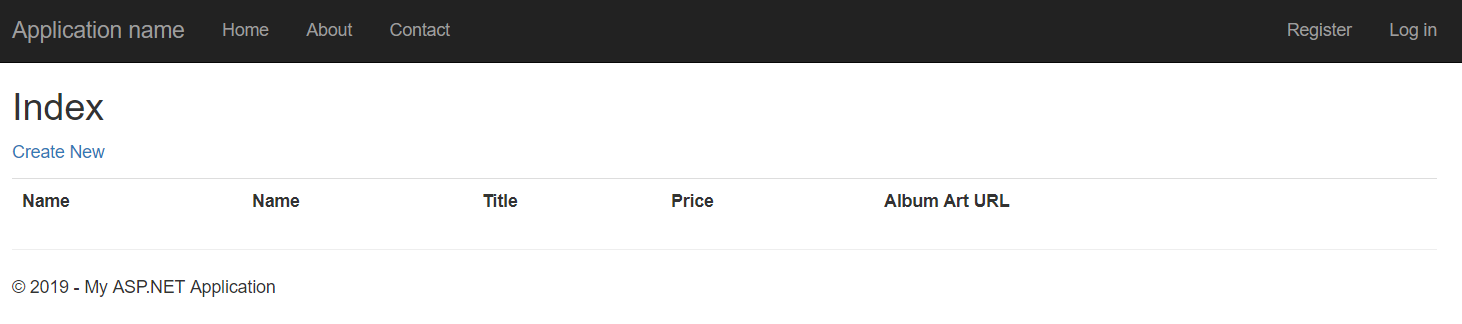 Application name Home About Contact Register Log in
Index
Create New
Name Name Title Price Album Art URL
© 2019 - My ASP.NET Application